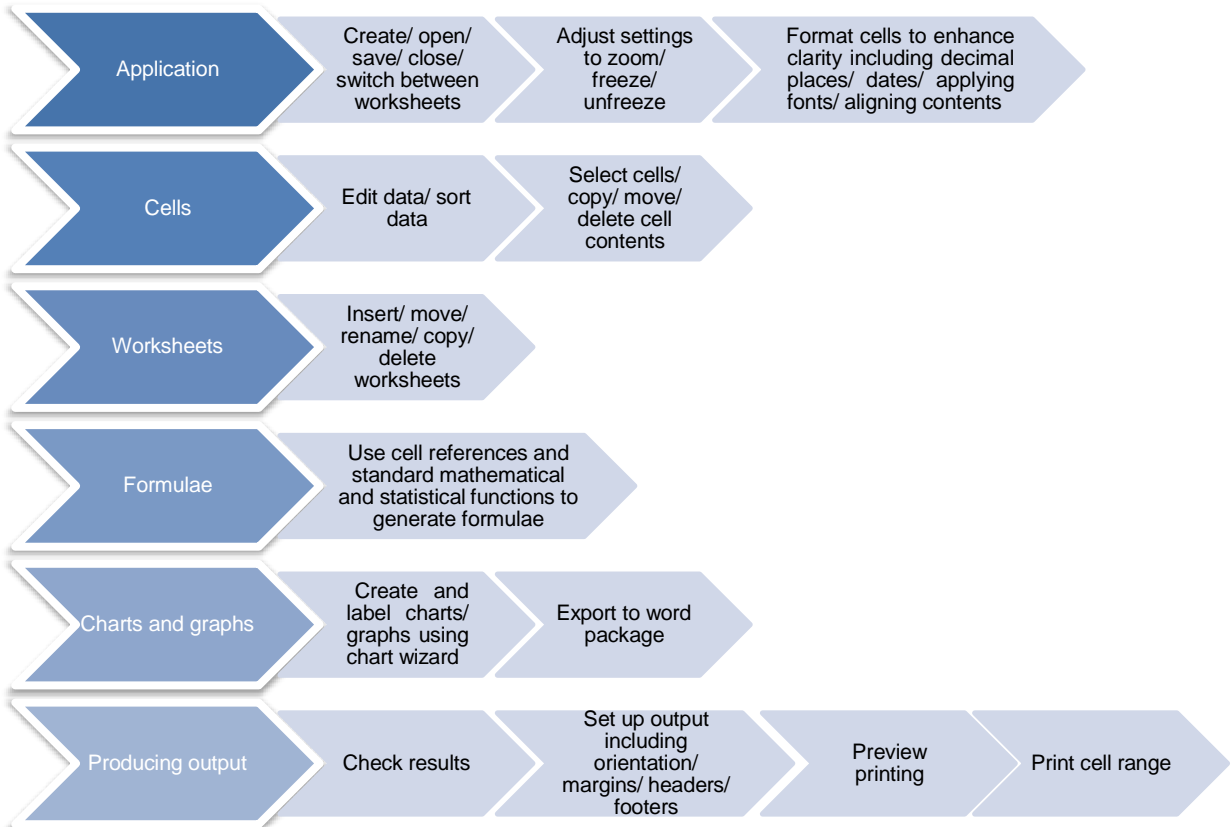 Application
Create/ open/
save/ close/
switch between
worksheets
Adjust settings
to zoom/
freeze/
unfreeze
Format cells to enhance
clarity including decimal
places/ dates/ applying
fonts/ aligning contents
Cells
Edit data/ sort
data
Select cells/
copy/ move/
delete cell
contents
Worksheets
Insert/ move/
rename/ copy/
delete
worksheets
Formulae
Use cell references and
standard mathematical
and statistical functions to
generate formulae
Charts and graphs
Create and
label charts/
graphs using
chart wizard
Export to word
package
Producing output
Check results
Set up output
including
orientation/
margins/ headers/
footers
Preview
printing
Print cell range